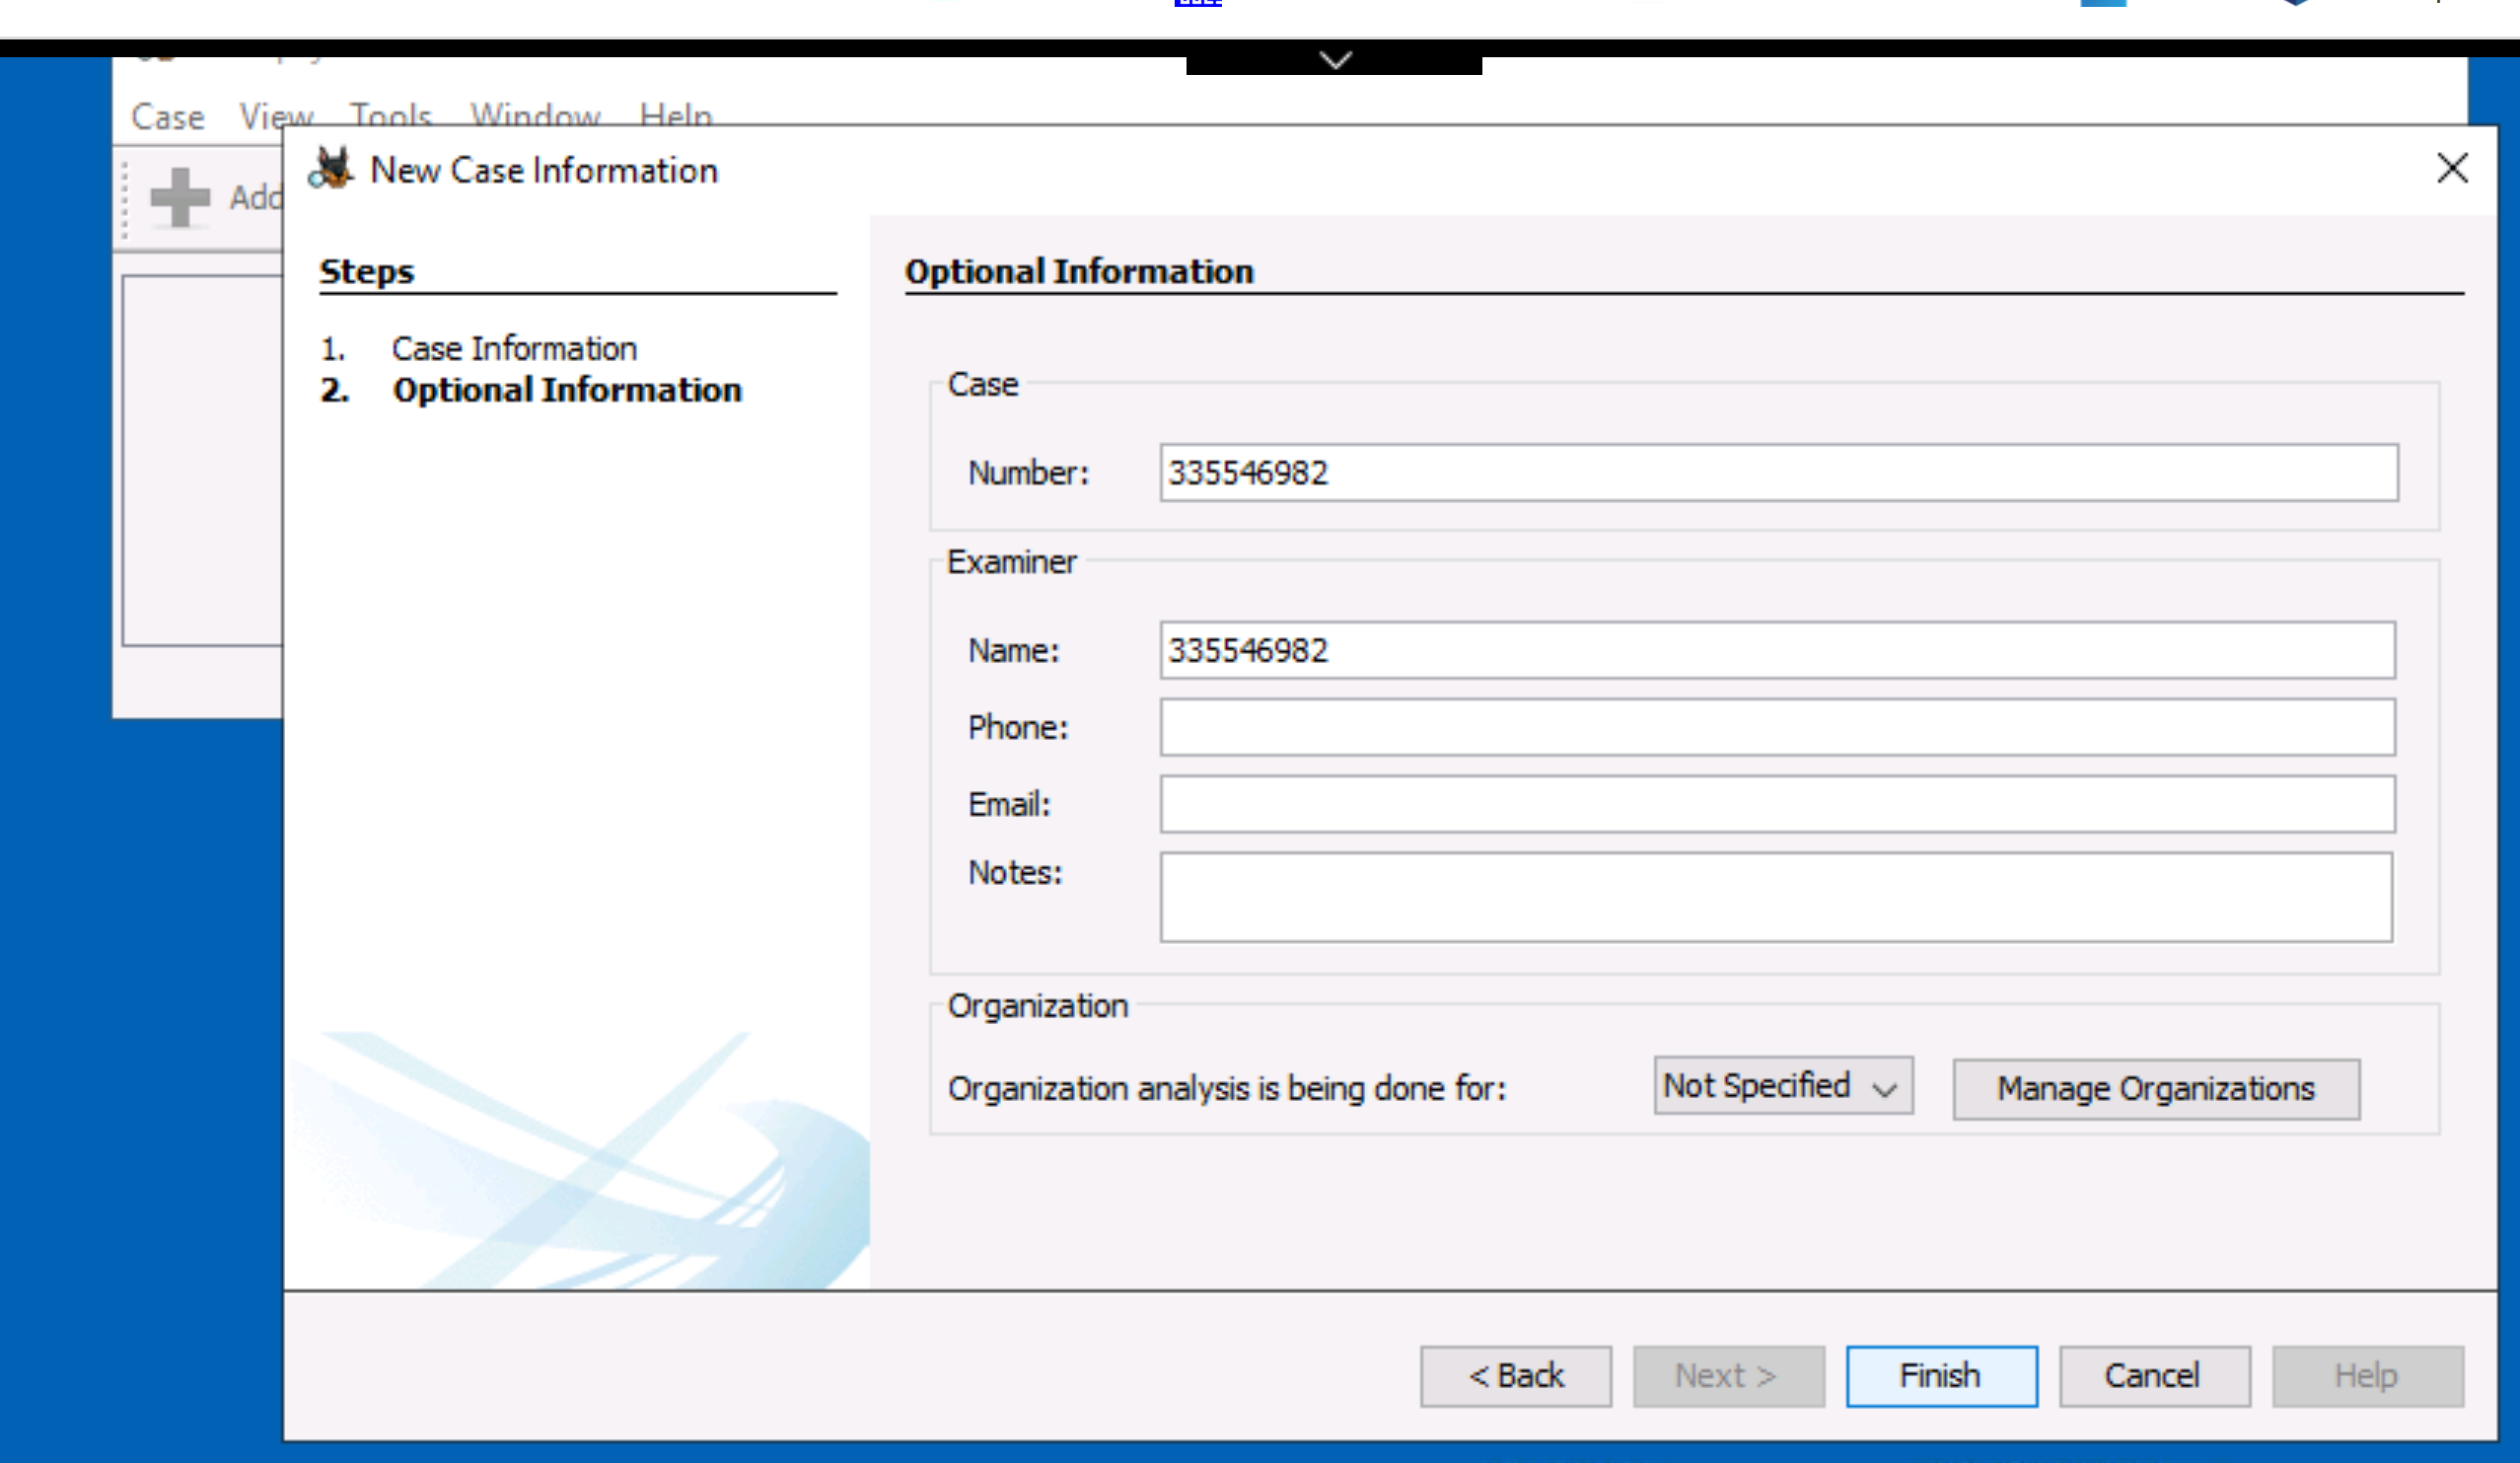 Case View Tools Window Help
Add
New Case Information
Steps
1. Case Information
2. Optional Information
Optional Information
Case
Number: 335546982
Examiner
Name: 335546982
Phone:
Email:
Notes:
Organization
Organization analysis is being done for: Not Specified Manage Organizations
< Back Next > Finish Cancel Help